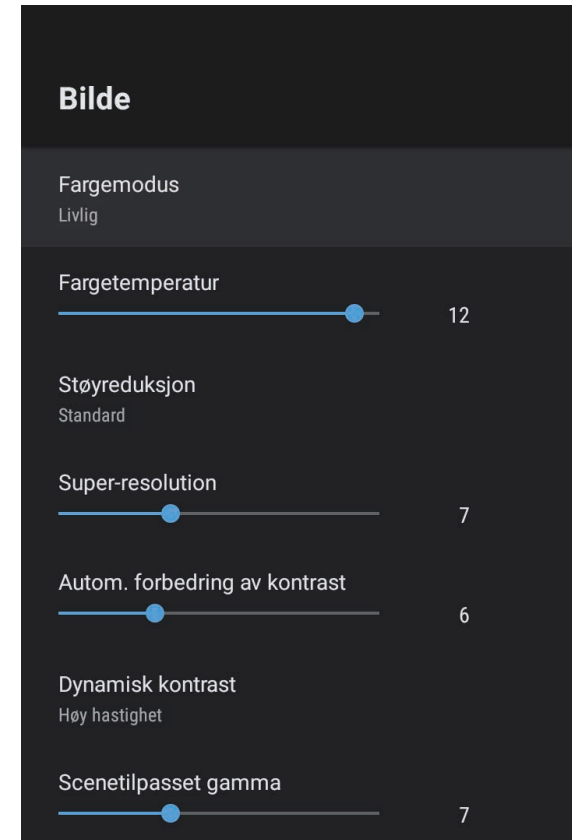 Bilde
Fargemodus
Livlig
Fargetemperatur
12
Støyreduksjon
Standard
Super-resolution
7
Autom. forbedring av kontrast
6
Dynamisk kontrast
Høy hastighet
Scenetilpasset gamma
7